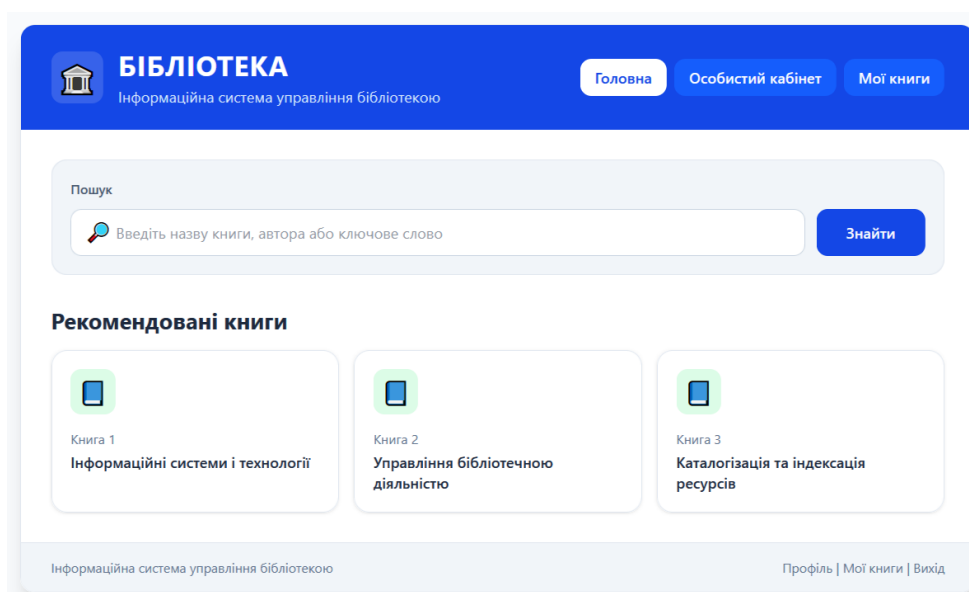 БІБЛІОТЕКА
Інформаційна система управління бібліотекою
Головна
Особистий кабінет
Мої книги
Пошук
Введіть назву книги, автора або ключове слово
Знайти
Рекомендовані книги
Книга 1
Інформаційні системи і технології
Книга 2
Управління бібліотечною
діяльністю
Книга 3
Каталогізація та індексація
ресурсів
Інформаційна система управління бібліотекою
Профіль | Мої книги | Вихід